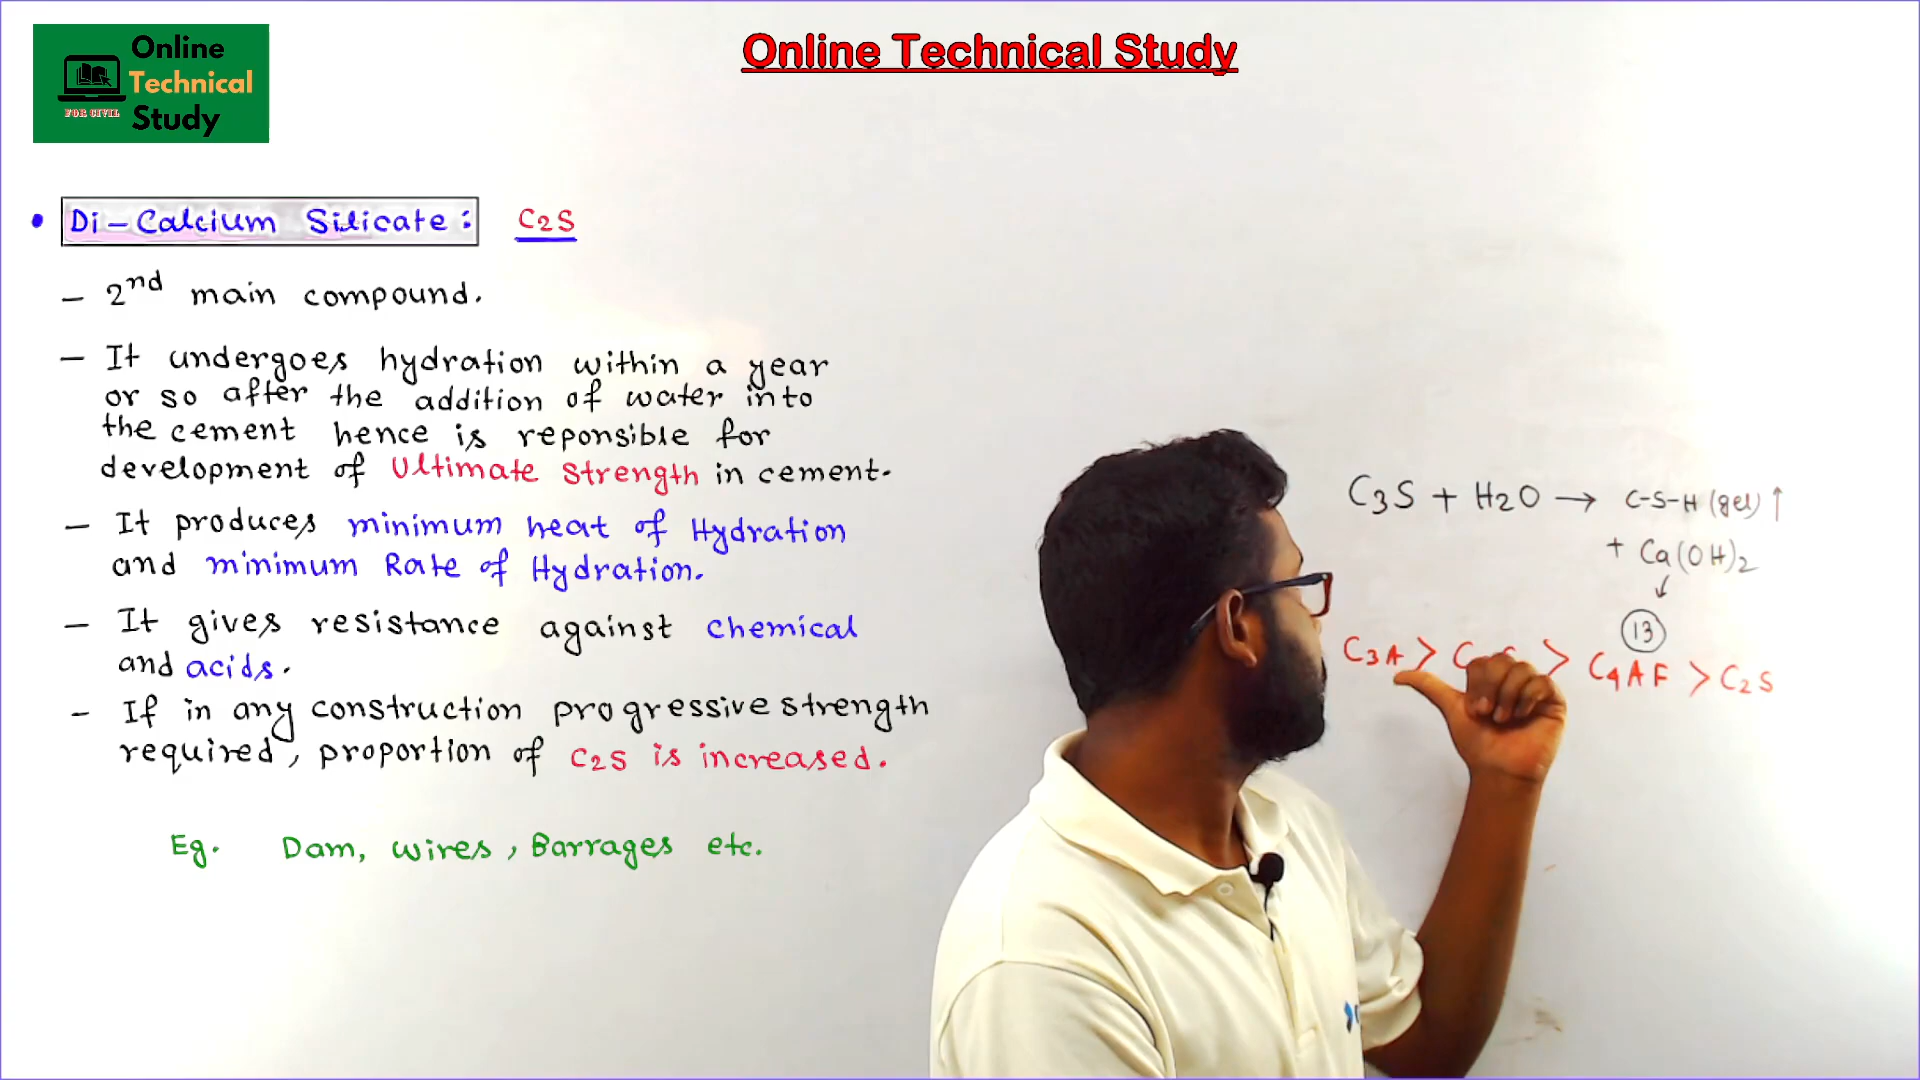 Online
Technical
Study
FOR CIVIL
Online Technical Study
• Di-Calcium Silicate: C2S
- 2nd main compound.
- It undergoes hydration within a year
or so after the addition of water into
the cement hence is reponsible for
development of Ultimate Strength in cement.
- It produces minimum heat of Hydration
and minimum Rate of Hydration.
- It gives resistance against chemical
and acids.
- If in any construction progressive strength
required, proportion of C2S is increased.
Eg. Dam, wires, Barrages etc.
C3S + H2O → C-S-H (gel) ↑
+ Ca(OH)2
↓
13
C3A > > C4AF > C2S